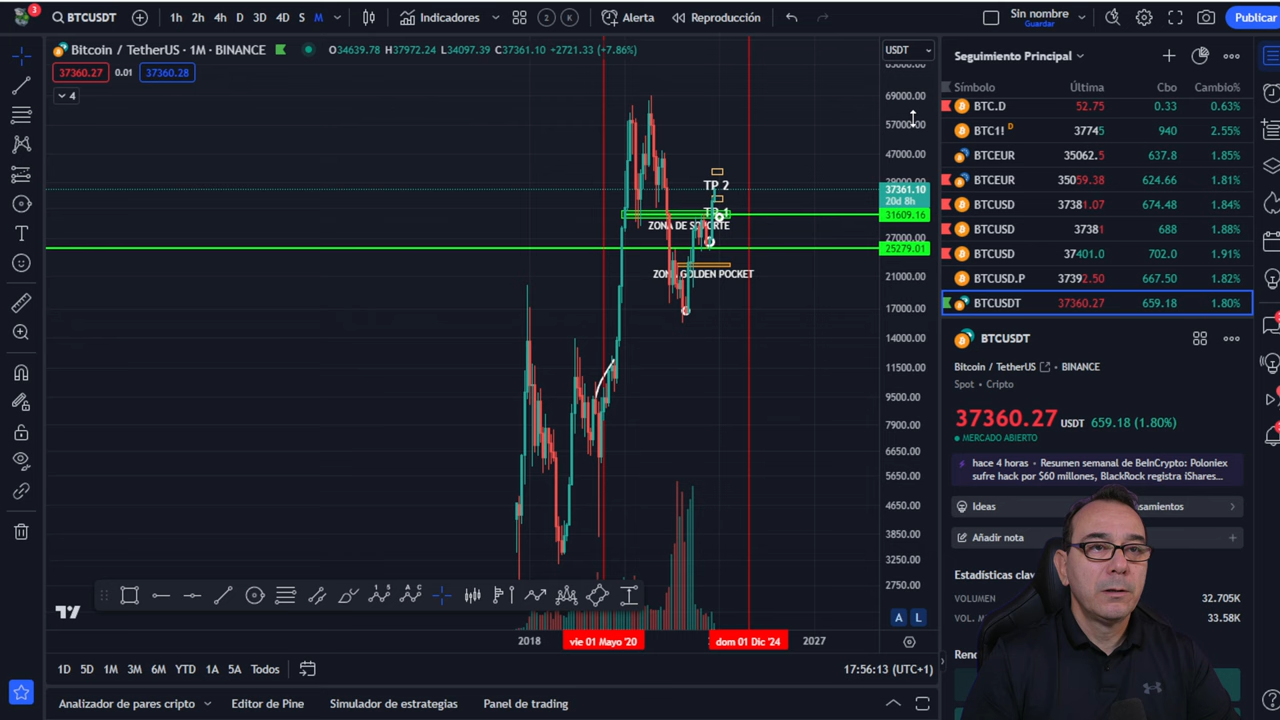 3
BTCUSDT
1h 2h 4h D 3D 4D S M
Indicadores
2 K
Alerta
Reproducción
Sin nombre
Guardar
Publicar
Bitcoin / TetherUS · 1M · BINANCE
O34639.78 H37972.24 L34097.39 C37361.10 +2721.33 (+7.86%)
37360.27 0.01 37360.28
4
USDT
69000.00
57000.00
47000.00
37361.10
20d 8h
31609.16
27000.00
25279.01
21000.00
17000.00
14000.00
11500.00
9500.00
7900.00
6650.00
5650.00
4650.00
3850.00
3250.00
2750.00
TP 2
ZONA DE SOPORTE
ZONA GOLDEN POCKET
A L
2018
vie 01 Mayo '20
dom 01 Dic '24
2027
1D 5D 1M 3M 6M YTD 1A 5A Todos
17:56:13 (UTC+1)
Analizador de pares cripto
Editor de Pine
Simulador de estrategias
Panel de trading
Seguimiento Principal
Símbolo Última Cbo Cambio%
BTC.D 52.75 0.33 0.63%
BTC1! D 37745 940 2.55%
BTCEUR 35062.5 637.8 1.85%
BTCEUR 35059.38 624.66 1.81%
BTCUSD 37381.07 674.48 1.84%
BTCUSD 37381 688 1.88%
BTCUSD 37401.0 702.0 1.91%
BTCUSD.P 37392.50 667.50 1.82%
BTCUSDT 37360.27 659.18 1.80%
BTCUSDT
Bitcoin / TetherUS • BINANCE
Spot • Cripto
37360.27 USDT 659.18 (1.80%)
MERCADO ABIERTO
hace 4 horas • Resumen semanal de BeInCrypto: Poloniex
sufre hack por $60 millones, BlackRock registra iShares...
Ideas
Añadir nota
VOLUMEN 32.705K
33.58K